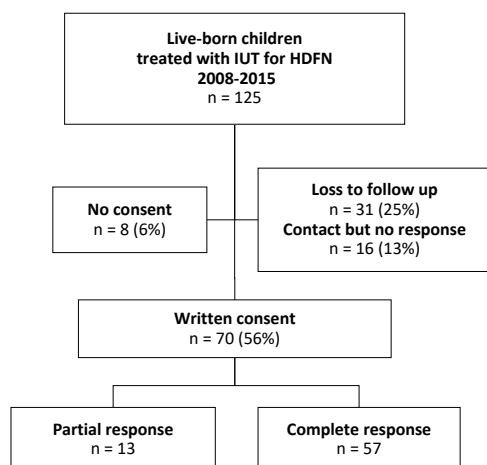 Live-born children
treated with IUT for HDFN
2008-2015
n = 125
No consent
n = 8 (6%)
Loss to follow up
n = 31 (25%)
Contact but no response
n = 16 (13%)
Written consent
n = 70 (56%)
Partial response
n = 13
Complete response
n = 57